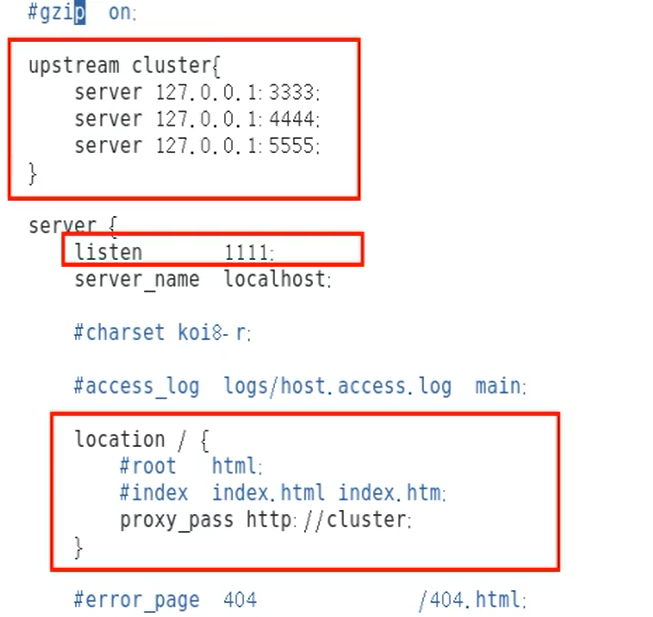 #gzip on;
upstream cluster{
server 127.0.0.1:3333;
server 127.0.0.1:4444;
server 127.0.0.1:5555;
}
server {
listen 1111;
server_name localhost;
#charset koi8-r;
#access_log logs/host.access.log main;
location / {
#root html;
#index index.html index.htm;
proxy_pass http://cluster;
}
#error_page 404 /404.html;